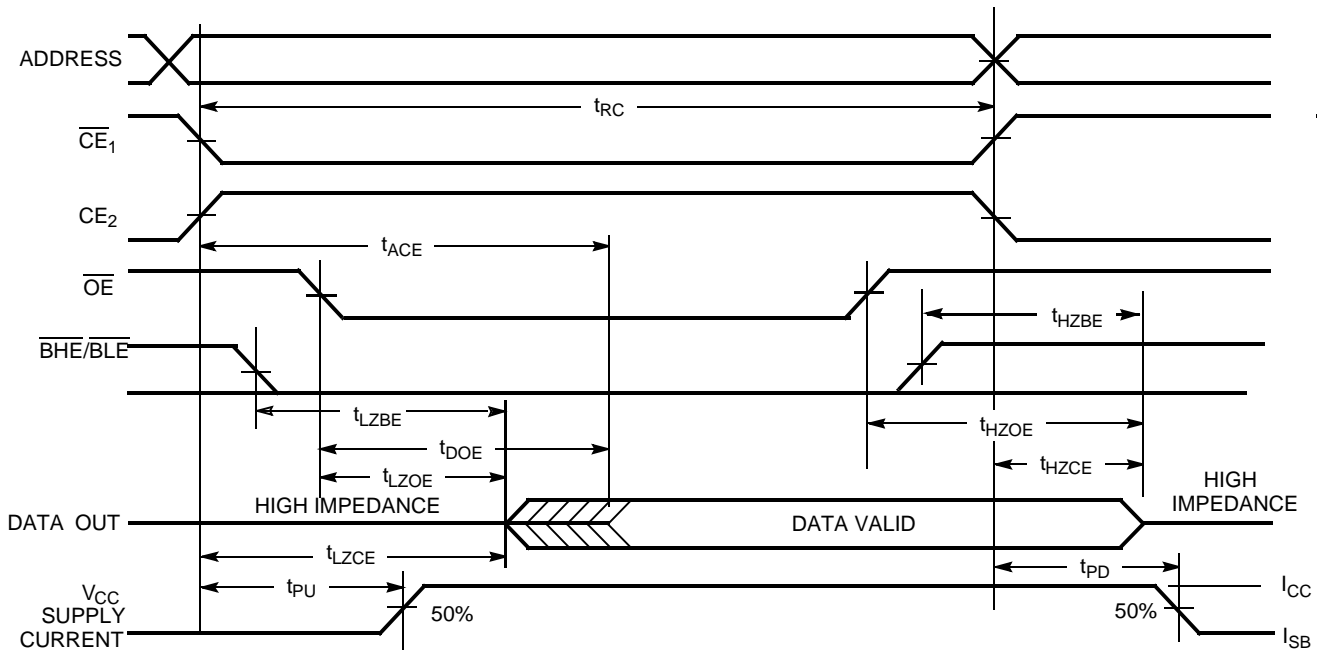 ADDRESS
tRC
CE1
CE2
tACE
OE
tHZBE
BHE/BLE
tLZBE
tHZOE
tDOE
tHZCE
tLZOE
HIGH IMPEDANCE
HIGH
IMPEDANCE
DATA OUT
DATA VALID
tLZCE
tPU
tPD
VCC
SUPPLY
CURRENT
50%
50%
ICC
ISB